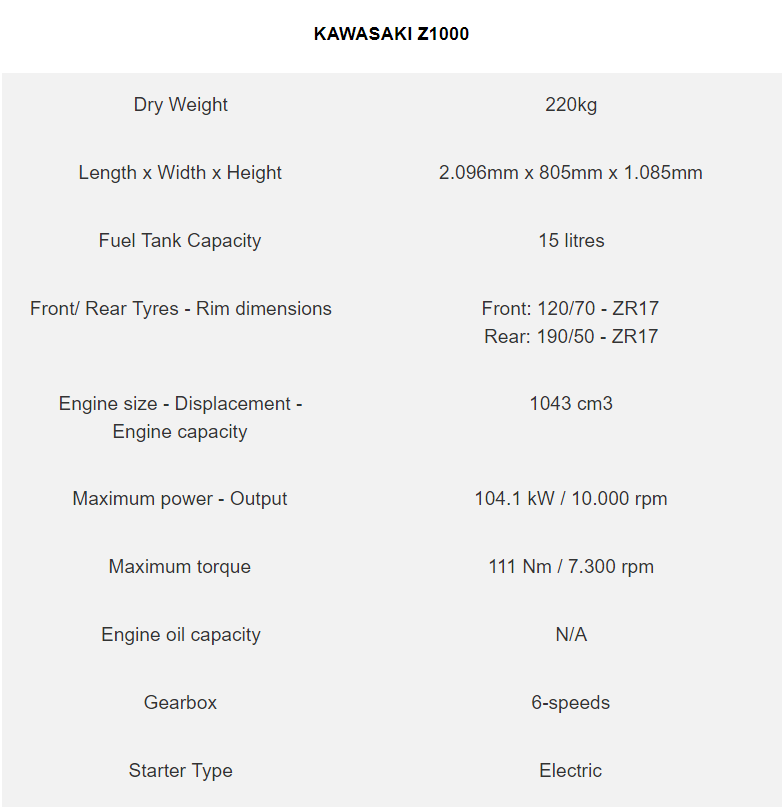 KAWASAKI Z1000
Dry Weight 220kg
Length x Width x Height 2.096mm x 805mm x 1.085mm
Fuel Tank Capacity 15 litres
Front/ Rear Tyres - Rim dimensions Front: 120/70 - ZR17
Rear: 190/50 - ZR17
Engine size - Displacement - 1043 cm3
Engine capacity
Maximum power - Output 104.1 kW / 10.000 rpm
Maximum torque 111 Nm / 7.300 rpm
Engine oil capacity N/A
Gearbox 6-speeds
Starter Type Electric